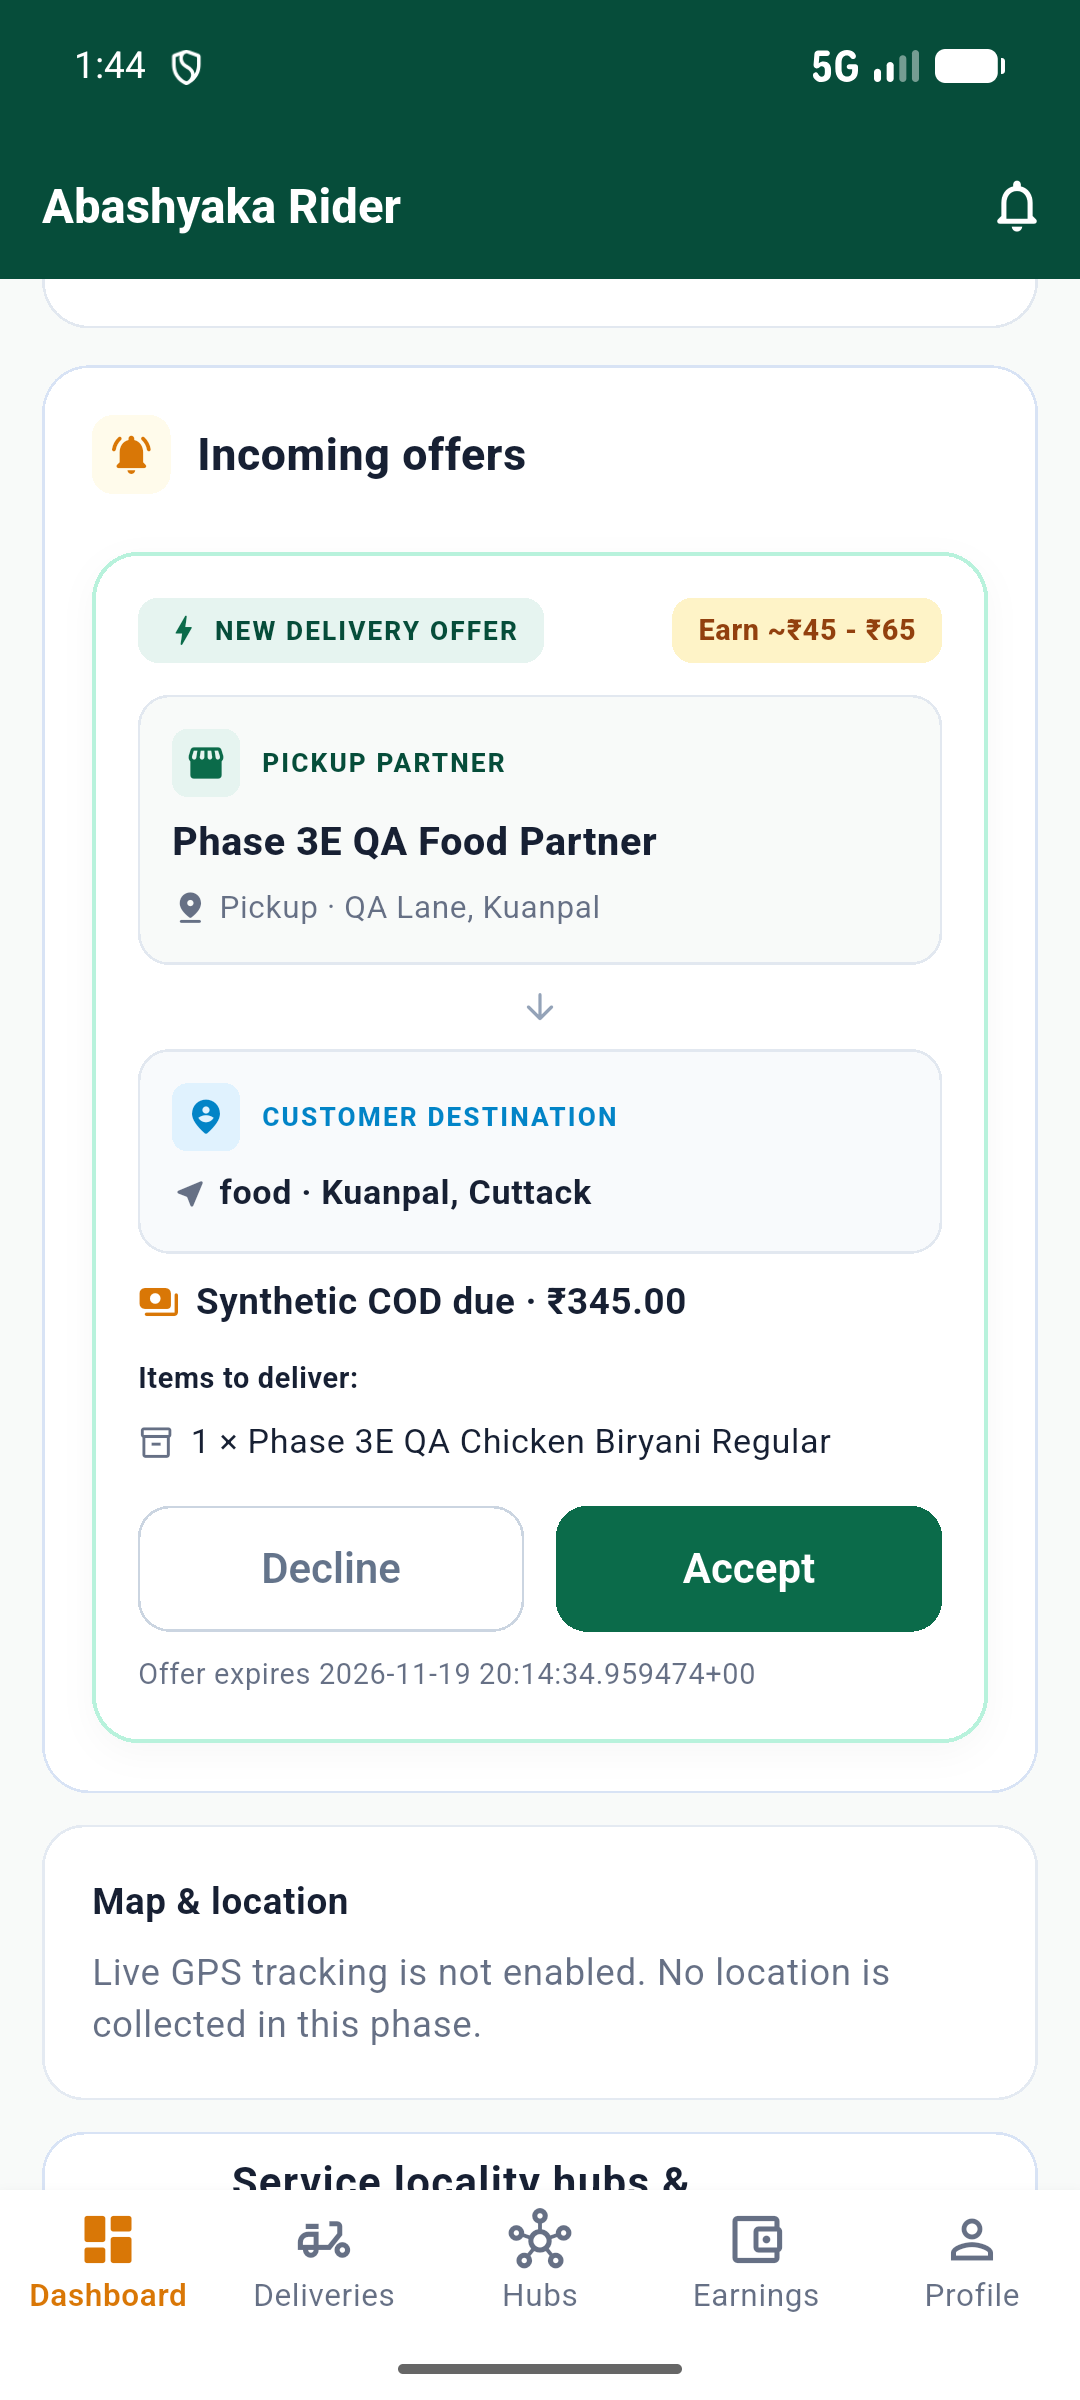 1:44
5G
Abashyaka Rider
Incoming offers
NEW DELIVERY OFFER
Earn ~₹45 - ₹65
PICKUP PARTNER
Phase 3E QA Food Partner
Pickup · QA Lane, Kuanpal
CUSTOMER DESTINATION
food · Kuanpal, Cuttack
Synthetic COD due · ₹345.00
Items to deliver:
1 × Phase 3E QA Chicken Biryani Regular
Decline
Accept
Offer expires 2026-11-19 20:14:34.959474+00
Map & location
Live GPS tracking is not enabled. No location is
collected in this phase.
Service locality hubs &
Dashboard
Deliveries
Hubs
Earnings
Profile